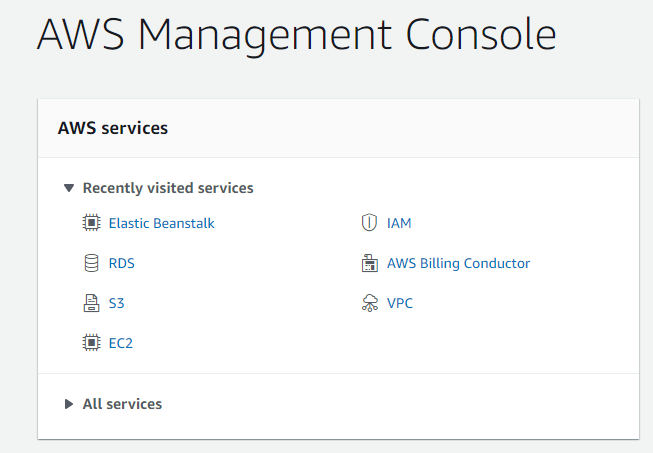 AWS Management Console
AWS services
Recently visited services
Elastic Beanstalk
IAM
RDS
AWS Billing Conductor
S3
VPC
EC2
All services